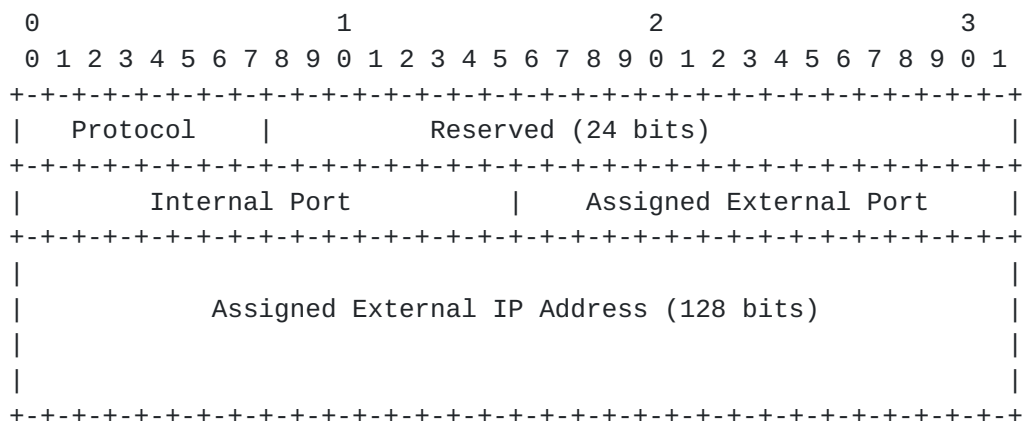 0                   1                   2                   3
 0 1 2 3 4 5 6 7 8 9 0 1 2 3 4 5 6 7 8 9 0 1 2 3 4 5 6 7 8 9 0 1
+-+-+-+-+-+-+-+-+-+-+-+-+-+-+-+-+-+-+-+-+-+-+-+-+-+-+-+-+-+-+-+-+
|   Protocol    |          Reserved (24 bits)                   |
+-+-+-+-+-+-+-+-+-+-+-+-+-+-+-+-+-+-+-+-+-+-+-+-+-+-+-+-+-+-+-+-+
|        Internal Port          |    Assigned External Port     |
+-+-+-+-+-+-+-+-+-+-+-+-+-+-+-+-+-+-+-+-+-+-+-+-+-+-+-+-+-+-+-+-+
|                                                               |
|            Assigned External IP Address (128 bits)            |
|                                                               |
|                                                               |
+-+-+-+-+-+-+-+-+-+-+-+-+-+-+-+-+-+-+-+-+-+-+-+-+-+-+-+-+-+-+-+-+